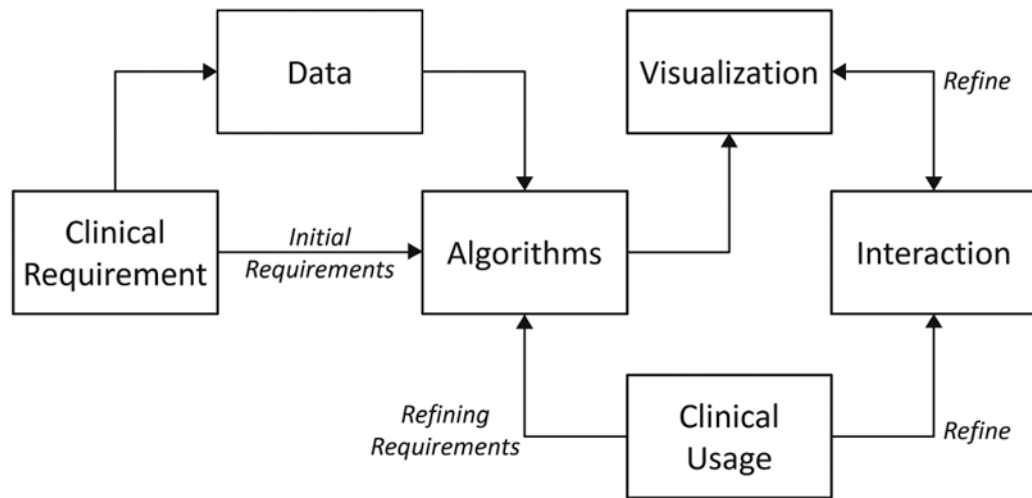 Data
Visualization
Refine
Clinical
Requirement
Initial
Requirements
Algorithms
Interaction
Refining
Requirements
Clinical
Usage
Refine